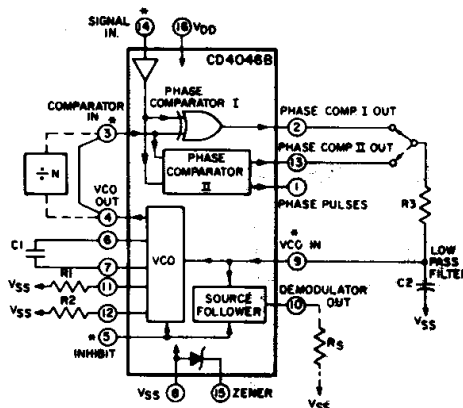 *
SIGNAL
IN.
14
16
VDD
CD4046B
PHASE
COMPARATOR I
COMPARATOR
IN
*
3
PHASE COMP I OUT
2
PHASE COMP II OUT
13
PHASE
COMPARATOR
II
1
PHASE PULSES
÷ N
VCO
OUT
4
R3
*
VCO IN
9
LOW
PASS
FILTER
C1
6
7
VCO
VSS
R1
11
VSS
R2
12
SOURCE
FOLLOWER
DEMODULATOR
OUT
10
C2
VSS
*
5
INHIBIT
RS
VSS
8
15
ZENER
VSS